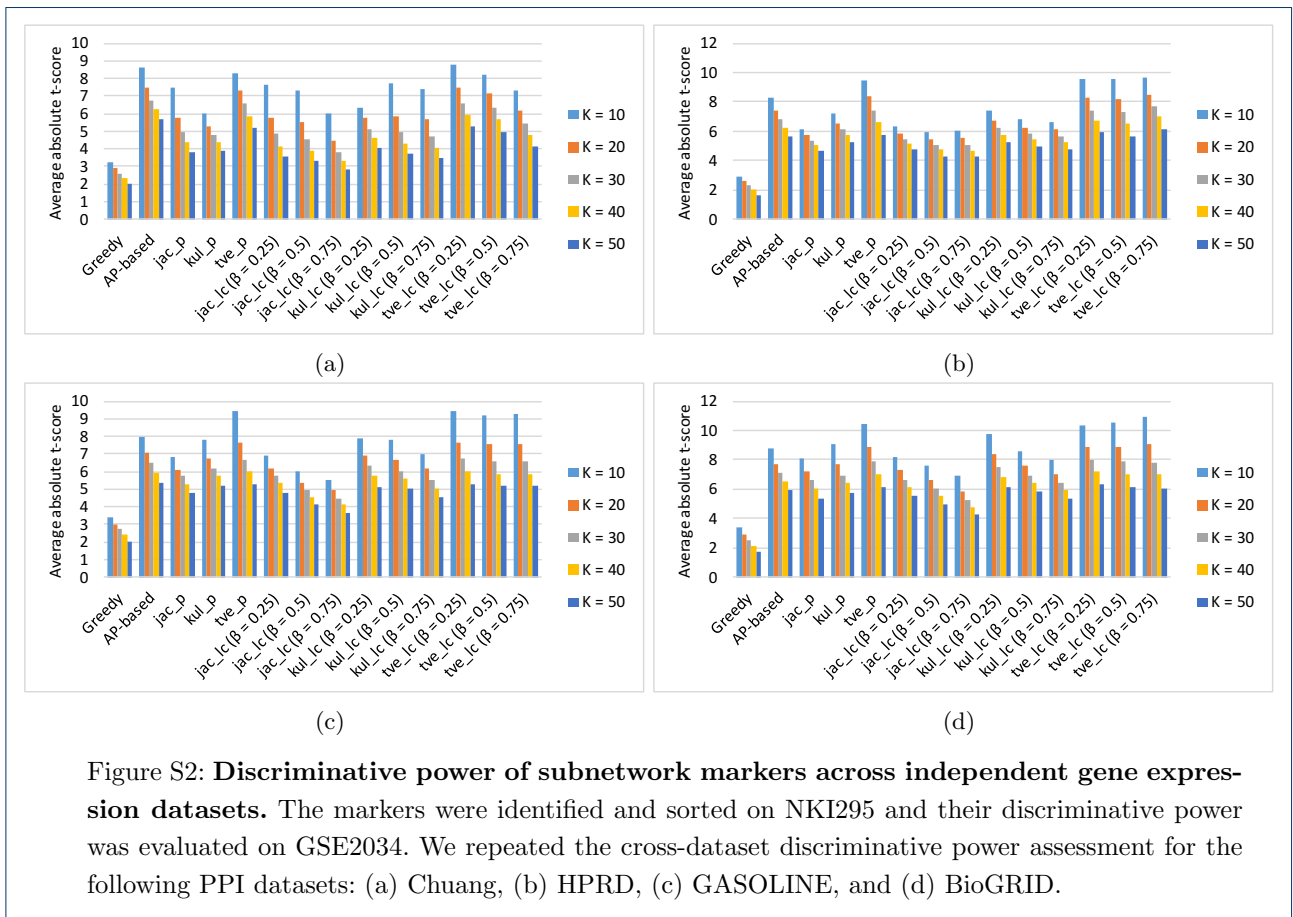 Average absolute t-score
10
9
8
7
6
5
4
3
2
1
0
Greedy
AP-based
jac_p
kul_p
tve_p
jac_lc (β = 0.25)
jac_lc (β = 0.5)
jac_lc (β = 0.75)
kul_lc (β = 0.25)
kul_lc (β = 0.5)
kul_lc (β = 0.75)
tve_lc (β = 0.25)
tve_lc (β = 0.5)
tve_lc (β = 0.75)
K = 10
K = 20
K = 30
K = 40
K = 50
(a)
Average absolute t-score
12
10
8
6
4
2
0
Greedy
AP-based
jac_p
kul_p
tve_p
jac_lc (β = 0.25)
jac_lc (β = 0.5)
jac_lc (β = 0.75)
kul_lc (β = 0.25)
kul_lc (β = 0.5)
kul_lc (β = 0.75)
tve_lc (β = 0.25)
tve_lc (β = 0.5)
tve_lc (β = 0.75)
K = 10
K = 20
K = 30
K = 40
K = 50
(b)
Average absolute t-score
10
9
8
7
6
5
4
3
2
1
0
Greedy
AP-based
jac_p
kul_p
tve_p
jac_lc (β = 0.25)
jac_lc (β = 0.5)
jac_lc (β = 0.75)
kul_lc (β = 0.25)
kul_lc (β = 0.5)
kul_lc (β = 0.75)
tve_lc (β = 0.25)
tve_lc (β = 0.5)
tve_lc (β = 0.75)
K = 10
K = 20
K = 30
K = 40
K = 50
(c)
Average absolute t-score
12
10
8
6
4
2
0
Greedy
AP-based
jac_p
kul_p
tve_p
jac_lc (β = 0.25)
jac_lc (β = 0.5)
jac_lc (β = 0.75)
kul_lc (β = 0.25)
kul_lc (β = 0.5)
kul_lc (β = 0.75)
tve_lc (β = 0.25)
tve_lc (β = 0.5)
tve_lc (β = 0.75)
K = 10
K = 20
K = 30
K = 40
K = 50
(d)
Figure S2: Discriminative power of subnetwork markers across independent gene expres-
sion datasets. The markers were identified and sorted on NKI295 and their discriminative power
was evaluated on GSE2034. We repeated the cross-dataset discriminative power assessment for the
following PPI datasets: (a) Chuang, (b) HPRD, (c) GASOLINE, and (d) BioGRID.